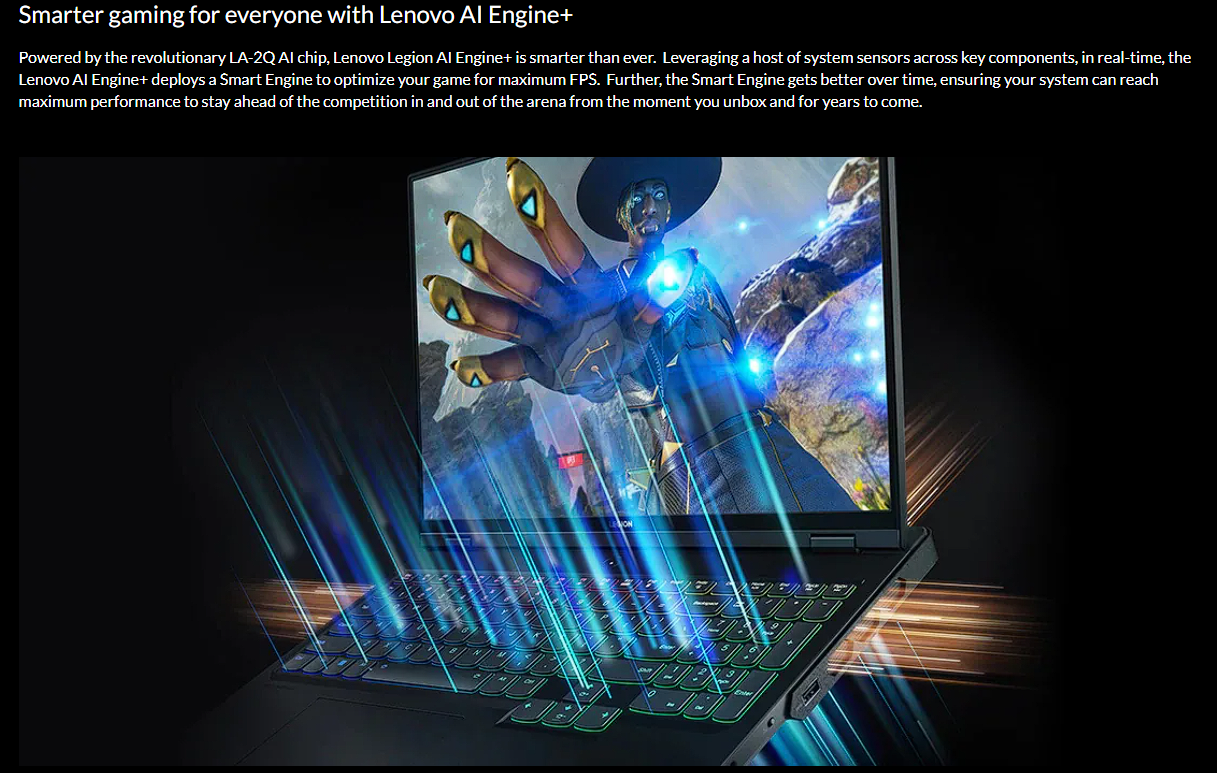 Smarter gaming for everyone with Lenovo AI Engine+
Powered by the revolutionary LA-2Q AI chip, Lenovo Legion AI Engine+ is smarter than ever.  Leveraging a host of system sensors across key components, in real-time, the
Lenovo AI Engine+ deploys a Smart Engine to optimize your game for maximum FPS.  Further, the Smart Engine gets better over time, ensuring your system can reach
maximum performance to stay ahead of the competition in and out of the arena from the moment you unbox and for years to come.
LEGION
Backspace
Enter
Shift
Enter